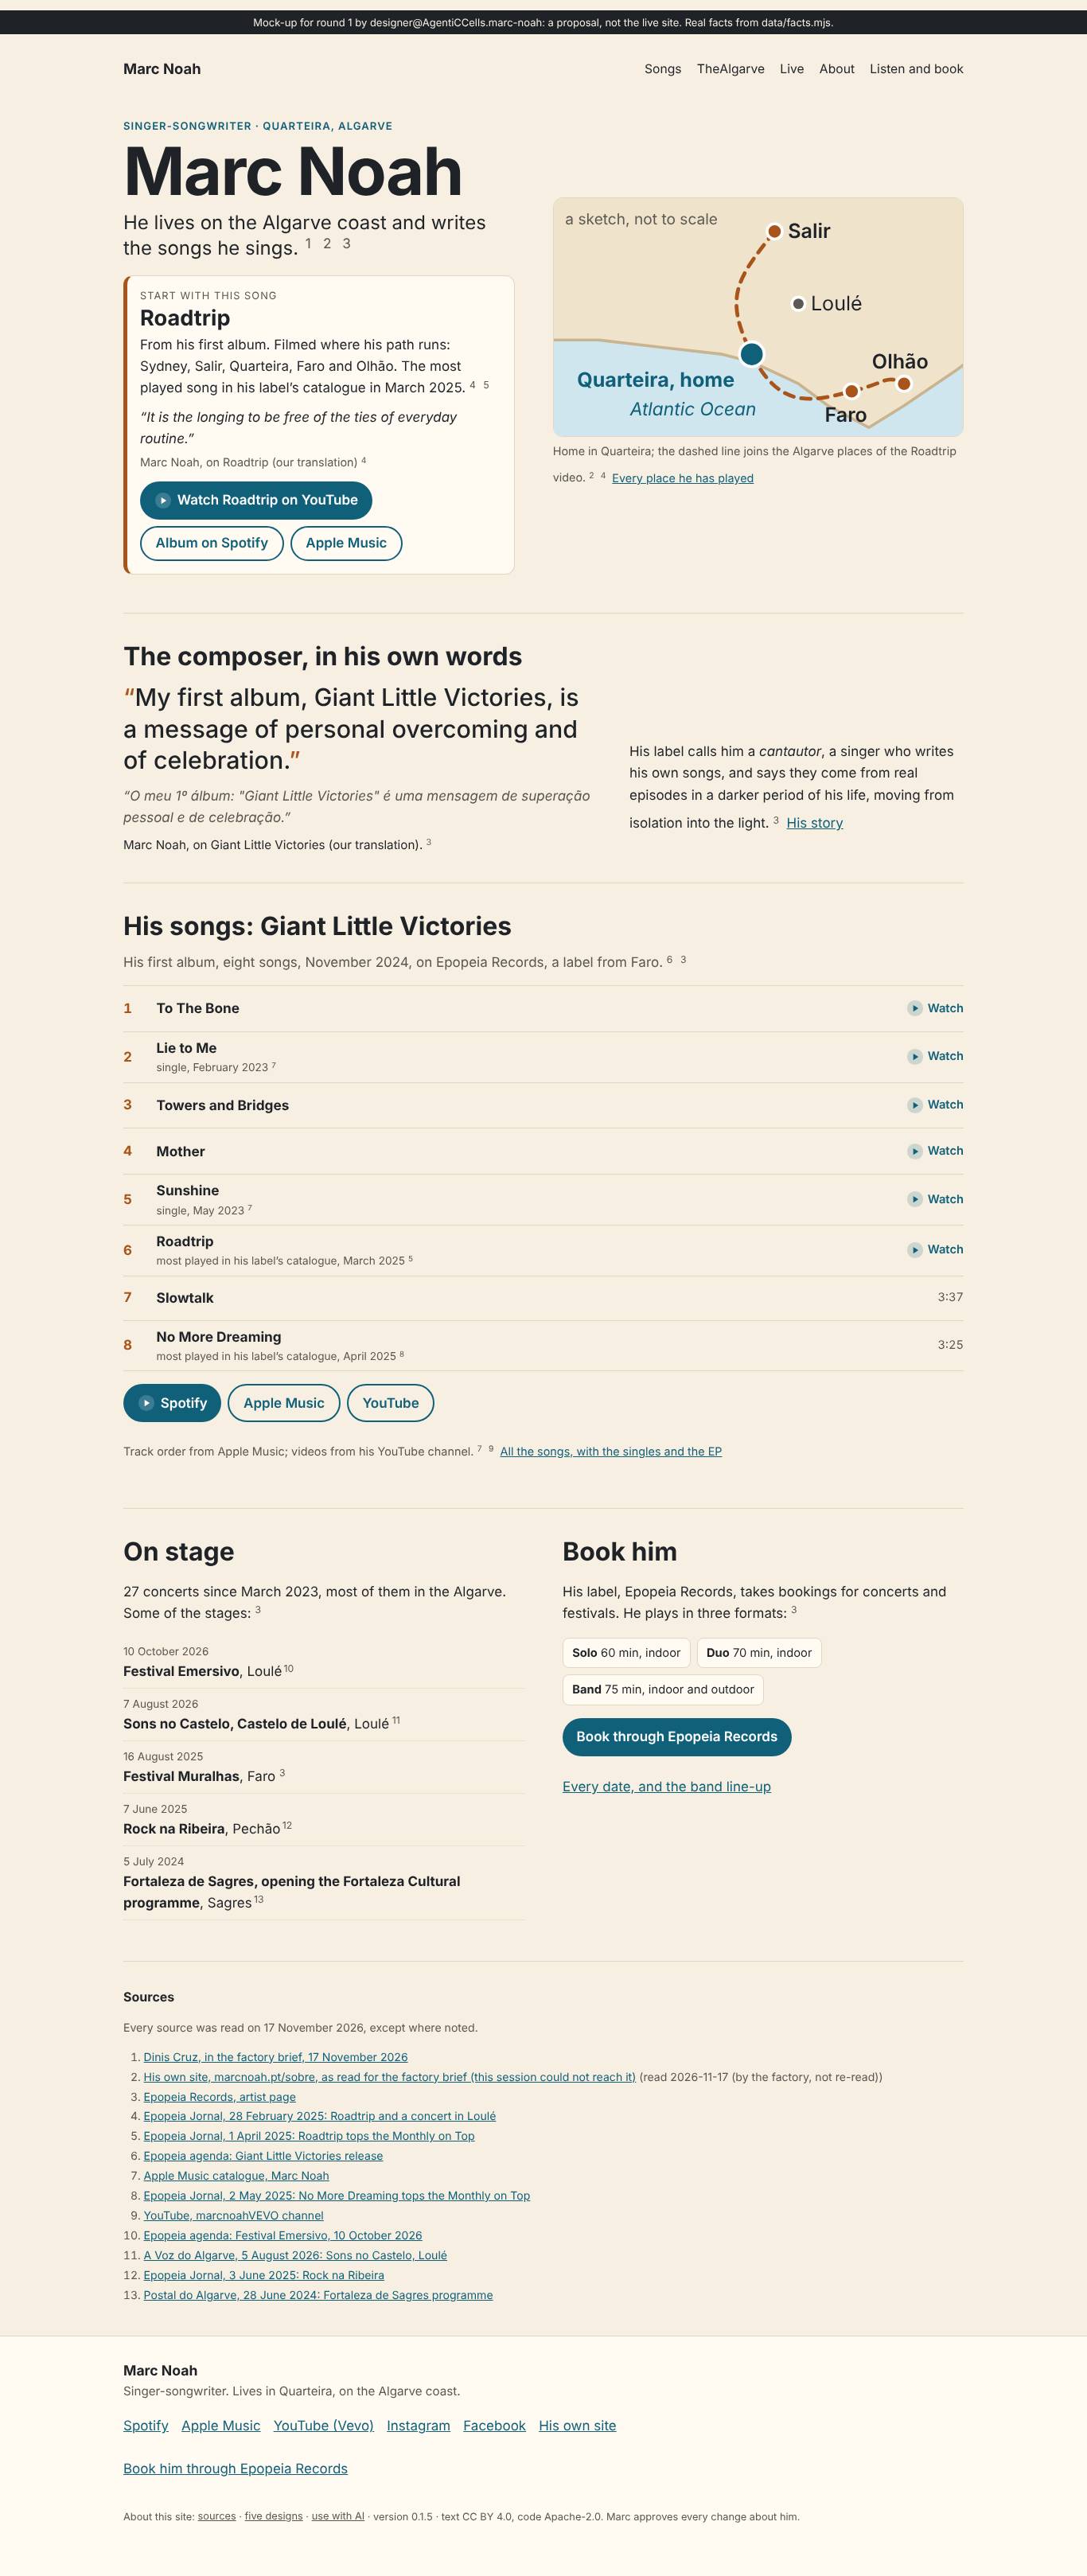 Mock-up for round 1 by designer@AgentiCCells.marc-noah: a proposal, not the live site. Real facts from data/facts.mjs.
Marc Noah
Songs TheAlgarve Live About Listen and book
SINGER-SONGWRITER · QUARTEIRA, ALGARVE
Marc Noah
He lives on the Algarve coast and writes
the songs he sings. 1 2 3
START WITH THIS SONG
Roadtrip
From his first album. Filmed where his path runs:
Sydney, Salir, Quarteira, Faro and Olhão. The most
played song in his label’s catalogue in March 2025. 4 5
“It is the longing to be free of the ties of everyday
routine.”
Marc Noah, on Roadtrip (our translation) 4
Watch Roadtrip on YouTube
Album on Spotify Apple Music
a sketch, not to scale
Salir
Loulé
Olhão
Quarteira, home
Atlantic Ocean
Faro
Home in Quarteira; the dashed line joins the Algarve places of the Roadtrip
video. 2 4 Every place he has played
The composer, in his own words
“My first album, Giant Little Victories, is
a message of personal overcoming and
of celebration.”
“O meu 1º álbum: "Giant Little Victories" é uma mensagem de superação
pessoal e de celebração.”
Marc Noah, on Giant Little Victories (our translation). 3
His label calls him a cantautor, a singer who writes
his own songs, and says they come from real
episodes in a darker period of his life, moving from
isolation into the light. 3 His story
His songs: Giant Little Victories
His first album, eight songs, November 2024, on Epopeia Records, a label from Faro. 6 3
1 To The Bone Watch
2 Lie to Me Watch
single, February 2023 7
3 Towers and Bridges Watch
4 Mother Watch
5 Sunshine Watch
single, May 2023 7
6 Roadtrip Watch
most played in his label’s catalogue, March 2025 5
7 Slowtalk 3:37
8 No More Dreaming 3:25
most played in his label’s catalogue, April 2025 8
Spotify Apple Music YouTube
Track order from Apple Music; videos from his YouTube channel. 7 9 All the songs, with the singles and the EP
On stage
27 concerts since March 2023, most of them in the Algarve.
Some of the stages: 3
10 October 2026
Festival Emersivo, Loulé 10
7 August 2026
Sons no Castelo, Castelo de Loulé, Loulé 11
16 August 2025
Festival Muralhas, Faro 3
7 June 2025
Rock na Ribeira, Pechão 12
5 July 2024
Fortaleza de Sagres, opening the Fortaleza Cultural
programme, Sagres 13
Book him
His label, Epopeia Records, takes bookings for concerts and
festivals. He plays in three formats: 3
Solo 60 min, indoor Duo 70 min, indoor
Band 75 min, indoor and outdoor
Book through Epopeia Records
Every date, and the band line-up
Sources
Every source was read on 17 November 2026, except where noted.
1. Dinis Cruz, in the factory brief, 17 November 2026
2. His own site, marcnoah.pt/sobre, as read for the factory brief (this session could not reach it) (read 2026-11-17 (by the factory, not re-read))
3. Epopeia Records, artist page
4. Epopeia Jornal, 28 February 2025: Roadtrip and a concert in Loulé
5. Epopeia Jornal, 1 April 2025: Roadtrip tops the Monthly on Top
6. Epopeia agenda: Giant Little Victories release
7. Apple Music catalogue, Marc Noah
8. Epopeia Jornal, 2 May 2025: No More Dreaming tops the Monthly on Top
9. YouTube, marcnoahVEVO channel
10. Epopeia agenda: Festival Emersivo, 10 October 2026
11. A Voz do Algarve, 5 August 2026: Sons no Castelo, Loulé
12. Epopeia Jornal, 3 June 2025: Rock na Ribeira
13. Postal do Algarve, 28 June 2024: Fortaleza de Sagres programme
Marc Noah
Singer-songwriter. Lives in Quarteira, on the Algarve coast.
Spotify Apple Music YouTube (Vevo) Instagram Facebook His own site
Book him through Epopeia Records
About this site: sources · five designs · use with AI · version 0.1.5 · text CC BY 4.0, code Apache-2.0. Marc approves every change about him.